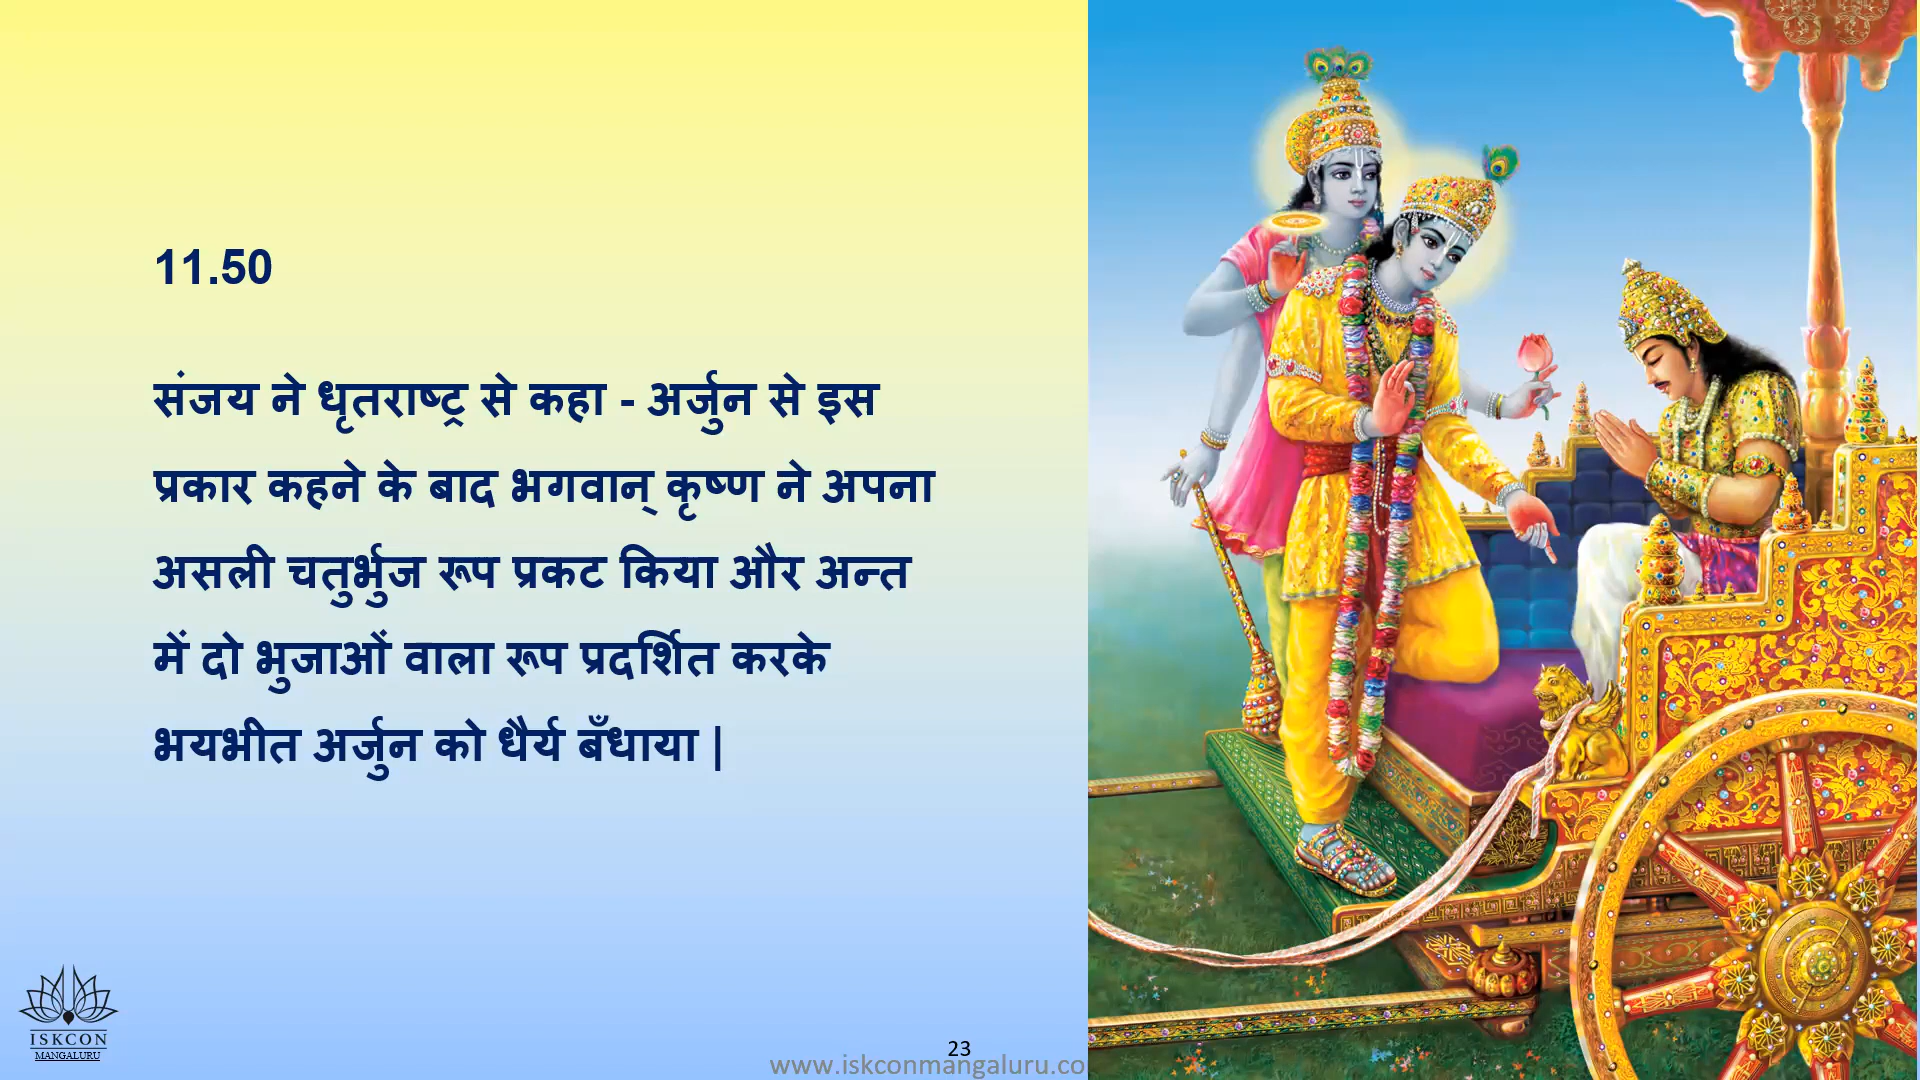 11.50
संजय ने धृतराष्ट्र से कहा - अर्जुन से इस
प्रकार कहने के बाद भगवान् कृष्ण ने अपना
असली चतुर्भुज रूप प्रकट किया और अन्त
में दो भुजाओं वाला रूप प्रदर्शित करके
भयभीत अर्जुन को धैर्य बँधाया |
ISKCON
MANGALURU
23
www.iskconmangaluru.co